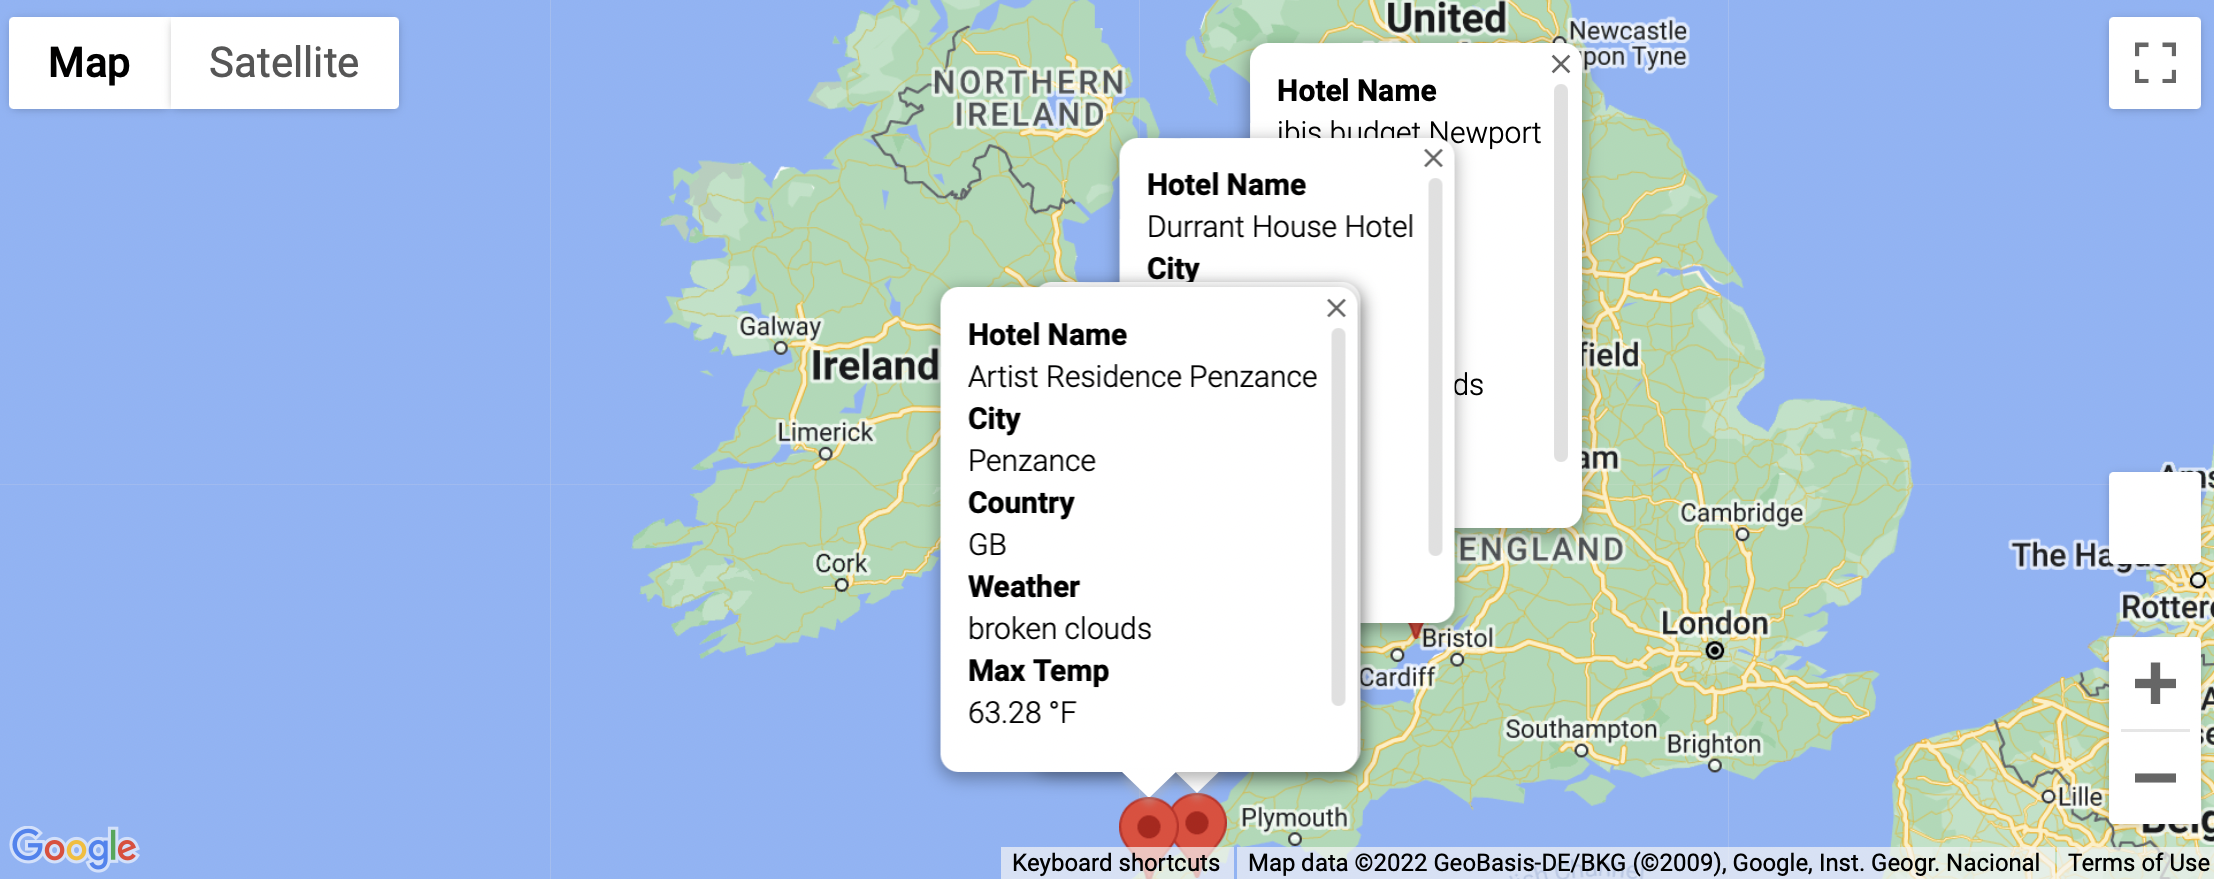 Map
Satellite
United
Newcastle
pon Tyne
NORTHERN
IRELAND
Hotel Name
ibis budget Newport
ds
Hotel Name
Durrant House Hotel
City
Hotel Name
Artist Residence Penzance
City
Penzance
Country
GB
Weather
broken clouds
Max Temp
63.28 °F
Galway
Ireland
Limerick
Cork
field
am
Cambridge
ENGLAND
London
Bristol
Cardiff
Southampton
Brighton
Plymouth
The Hague
Rotter
Lille
Belg
Google
Keyboard shortcuts
Map data ©2022 GeoBasis-DE/BKG (©2009), Google, Inst. Geogr. Nacional
Terms of Use